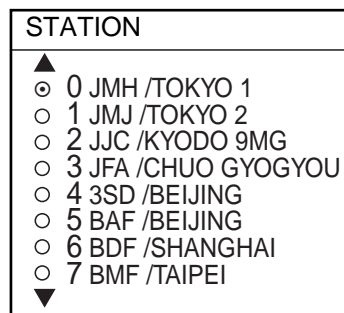 STATION
0 JMH /TOKYO 1
1 JMJ /TOKYO 2
2 JJC /KYODO 9MG
3 JFA /CHUO GYOGYOU
4 3SD /BEIJING
5 BAF /BEIJING
6 BDF /SHANGHAI
7 BMF /TAIPEI